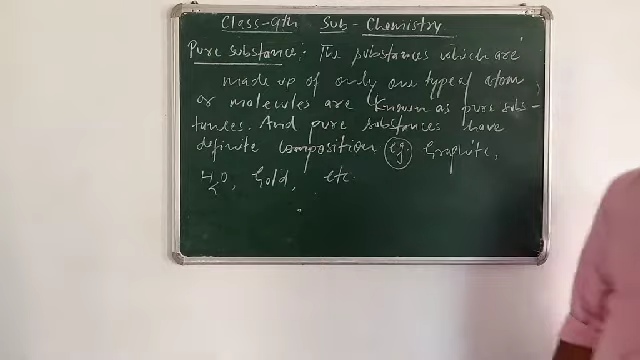 Class-9th Sub-Chemistry
Pure substance:- The substances which are
made up of only one type of atom
or molecules are known as pure subs-
tances. And pure substances have
definite composition e.g. Graphite,
H2O, Gold, etc.